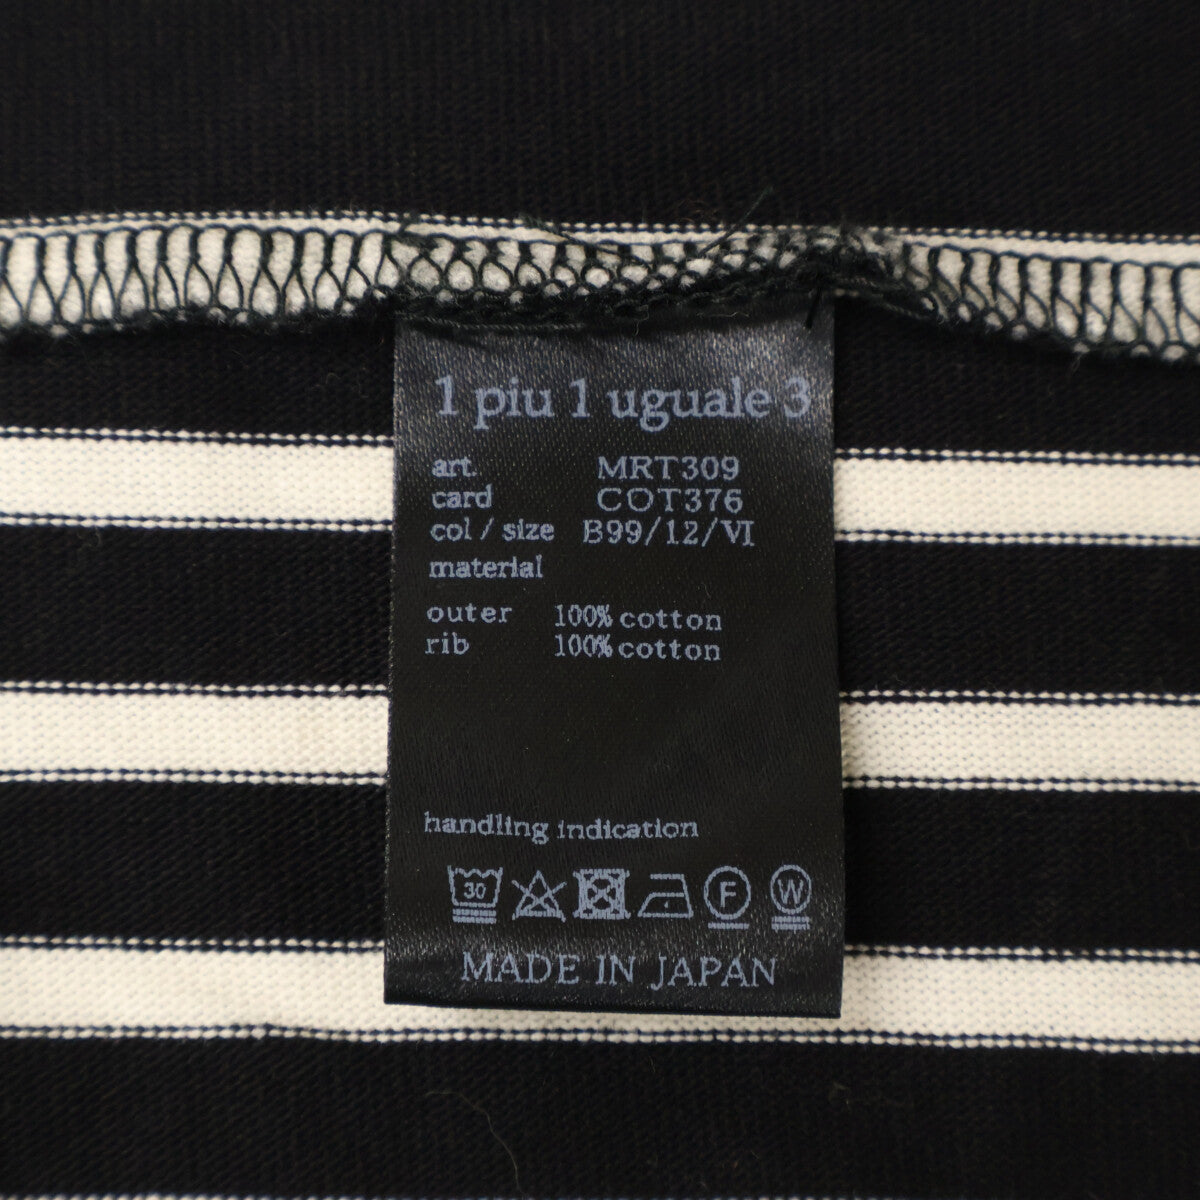 1 piu 1 uguale 3
art. MRT309
card COT376
col / size B99/12/VI
material
outer 100% cotton
rib 100% cotton
handling indication
30 F W
MADE IN JAPAN